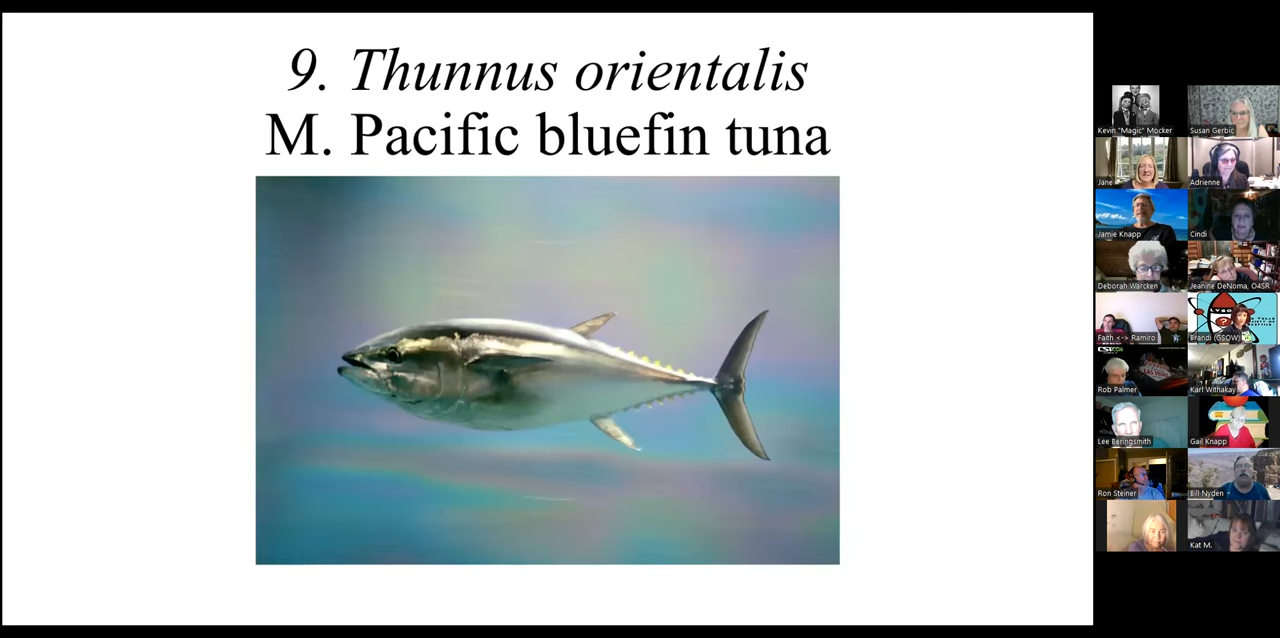 9. Thunnus orientalis
M. Pacific bluefin tuna
Kevin "Magic" Mocker
Susan Gerbic
Jane
Adrienne
Jamie Knapp
Cindi
Deborah Warcken
Jeanine DeNoma, O4SR
Faith <-> Ramiro
Brandi (GSOW)
Rob Palmer
Karl Withakay
Lee Beringsmith
Gail Knapp
Ron Steiner
Bill Nyden
Kat M.